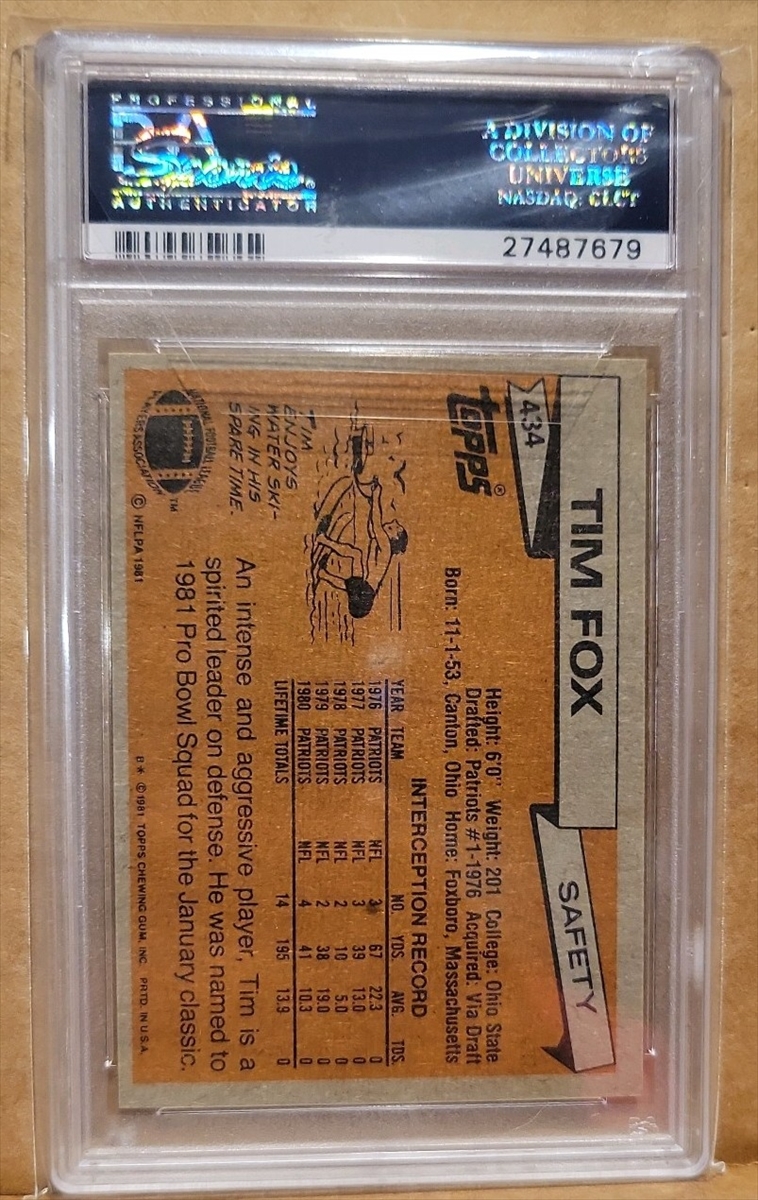 PROFESSIONAL
PSA
AUTHENTICATOR
A DIVISION OF
COLLECTORS
UNIVERSE
NASDAQ: CLCT
27487679
434
TIM FOX
SAFETY
TOPPS®
Height: 6'0" Weight: 201 College: Ohio State
Drafted: Patriots #1-1976 Acquired: Via Draft
Born: 11-1-53, Canton, Ohio Home: Foxboro, Massachusetts
INTERCEPTION RECORD
YEAR TEAM NO. YDS. AVG. TDS.
1976 PATRIOTS NFL 3 67 22.3 0
1977 PATRIOTS NFL 3 39 13.0 0
1978 PATRIOTS NFL 2 10 5.0 0
1979 PATRIOTS NFL 2 38 19.0 0
1980 PATRIOTS NFL 4 41 10.3 0
LIFETIME TOTALS 14 195 13.9 0
TIM
ENJOYS
WATER SKI-
ING IN HIS
SPARE TIME.
An intense and aggressive player, Tim is a
spirited leader on defense. He was named to
1981 Pro Bowl Squad for the January classic.
NATIONAL FOOTBALL LEAGUE
PLAYERS ASSOCIATION
TM
© NFLPA 1981
B* © 1981 TOPPS CHEWING GUM, INC. PRTD. IN U.S.A.